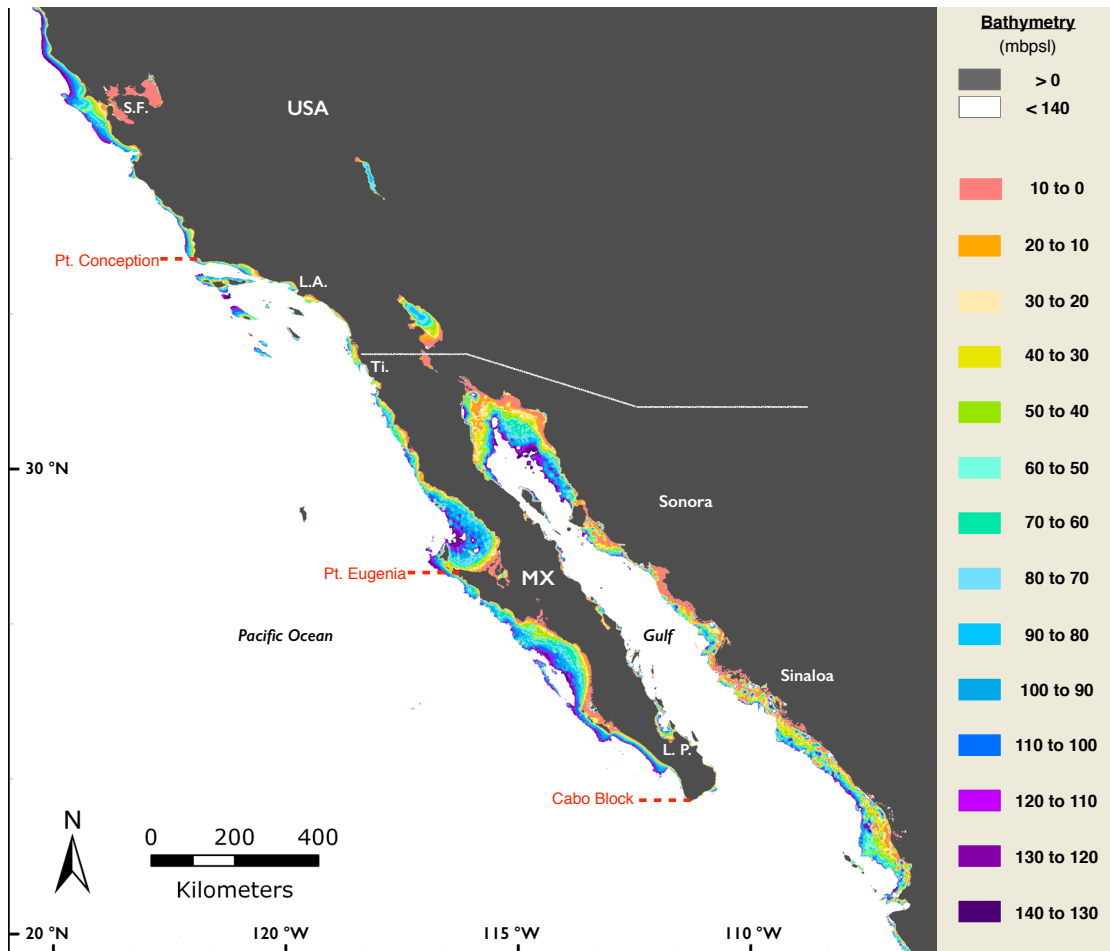 Bathymetry
(mbpsl)
> 0
< 140
10 to 0
20 to 10
30 to 20
40 to 30
50 to 40
60 to 50
70 to 60
80 to 70
90 to 80
100 to 90
110 to 100
120 to 110
130 to 120
140 to 130
S.F.
USA
Pt. Conception
L.A.
Ti.
30 °N
Sonora
Pt. Eugenia
MX
Pacific Ocean
Gulf
Sinaloa
L. P.
Cabo Block
N
0 200 400
Kilometers
20 °N
120 °W
115 °W
110 °W